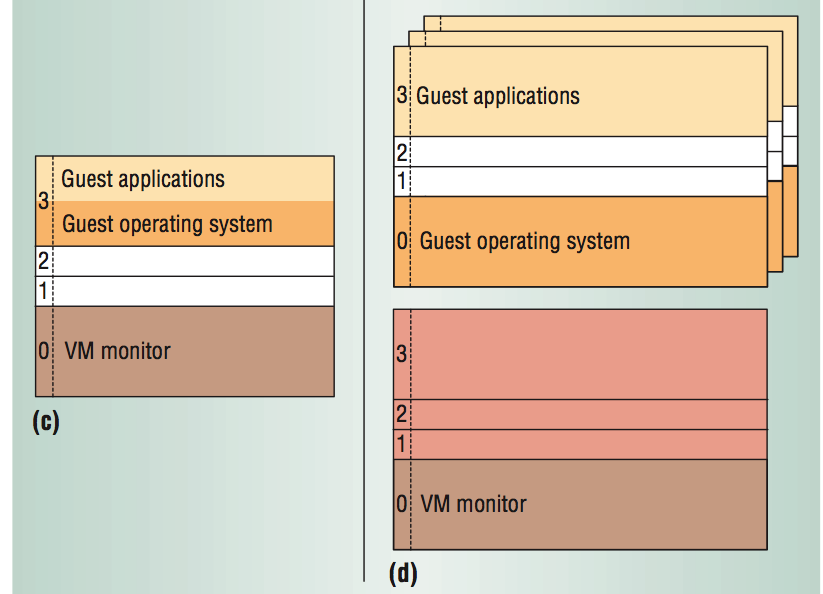 3
Guest applications
Guest operating system
2
1
0 VM monitor
(c)
3 Guest applications
2
1
0 Guest operating system
3
2
1
0 VM monitor
(d)